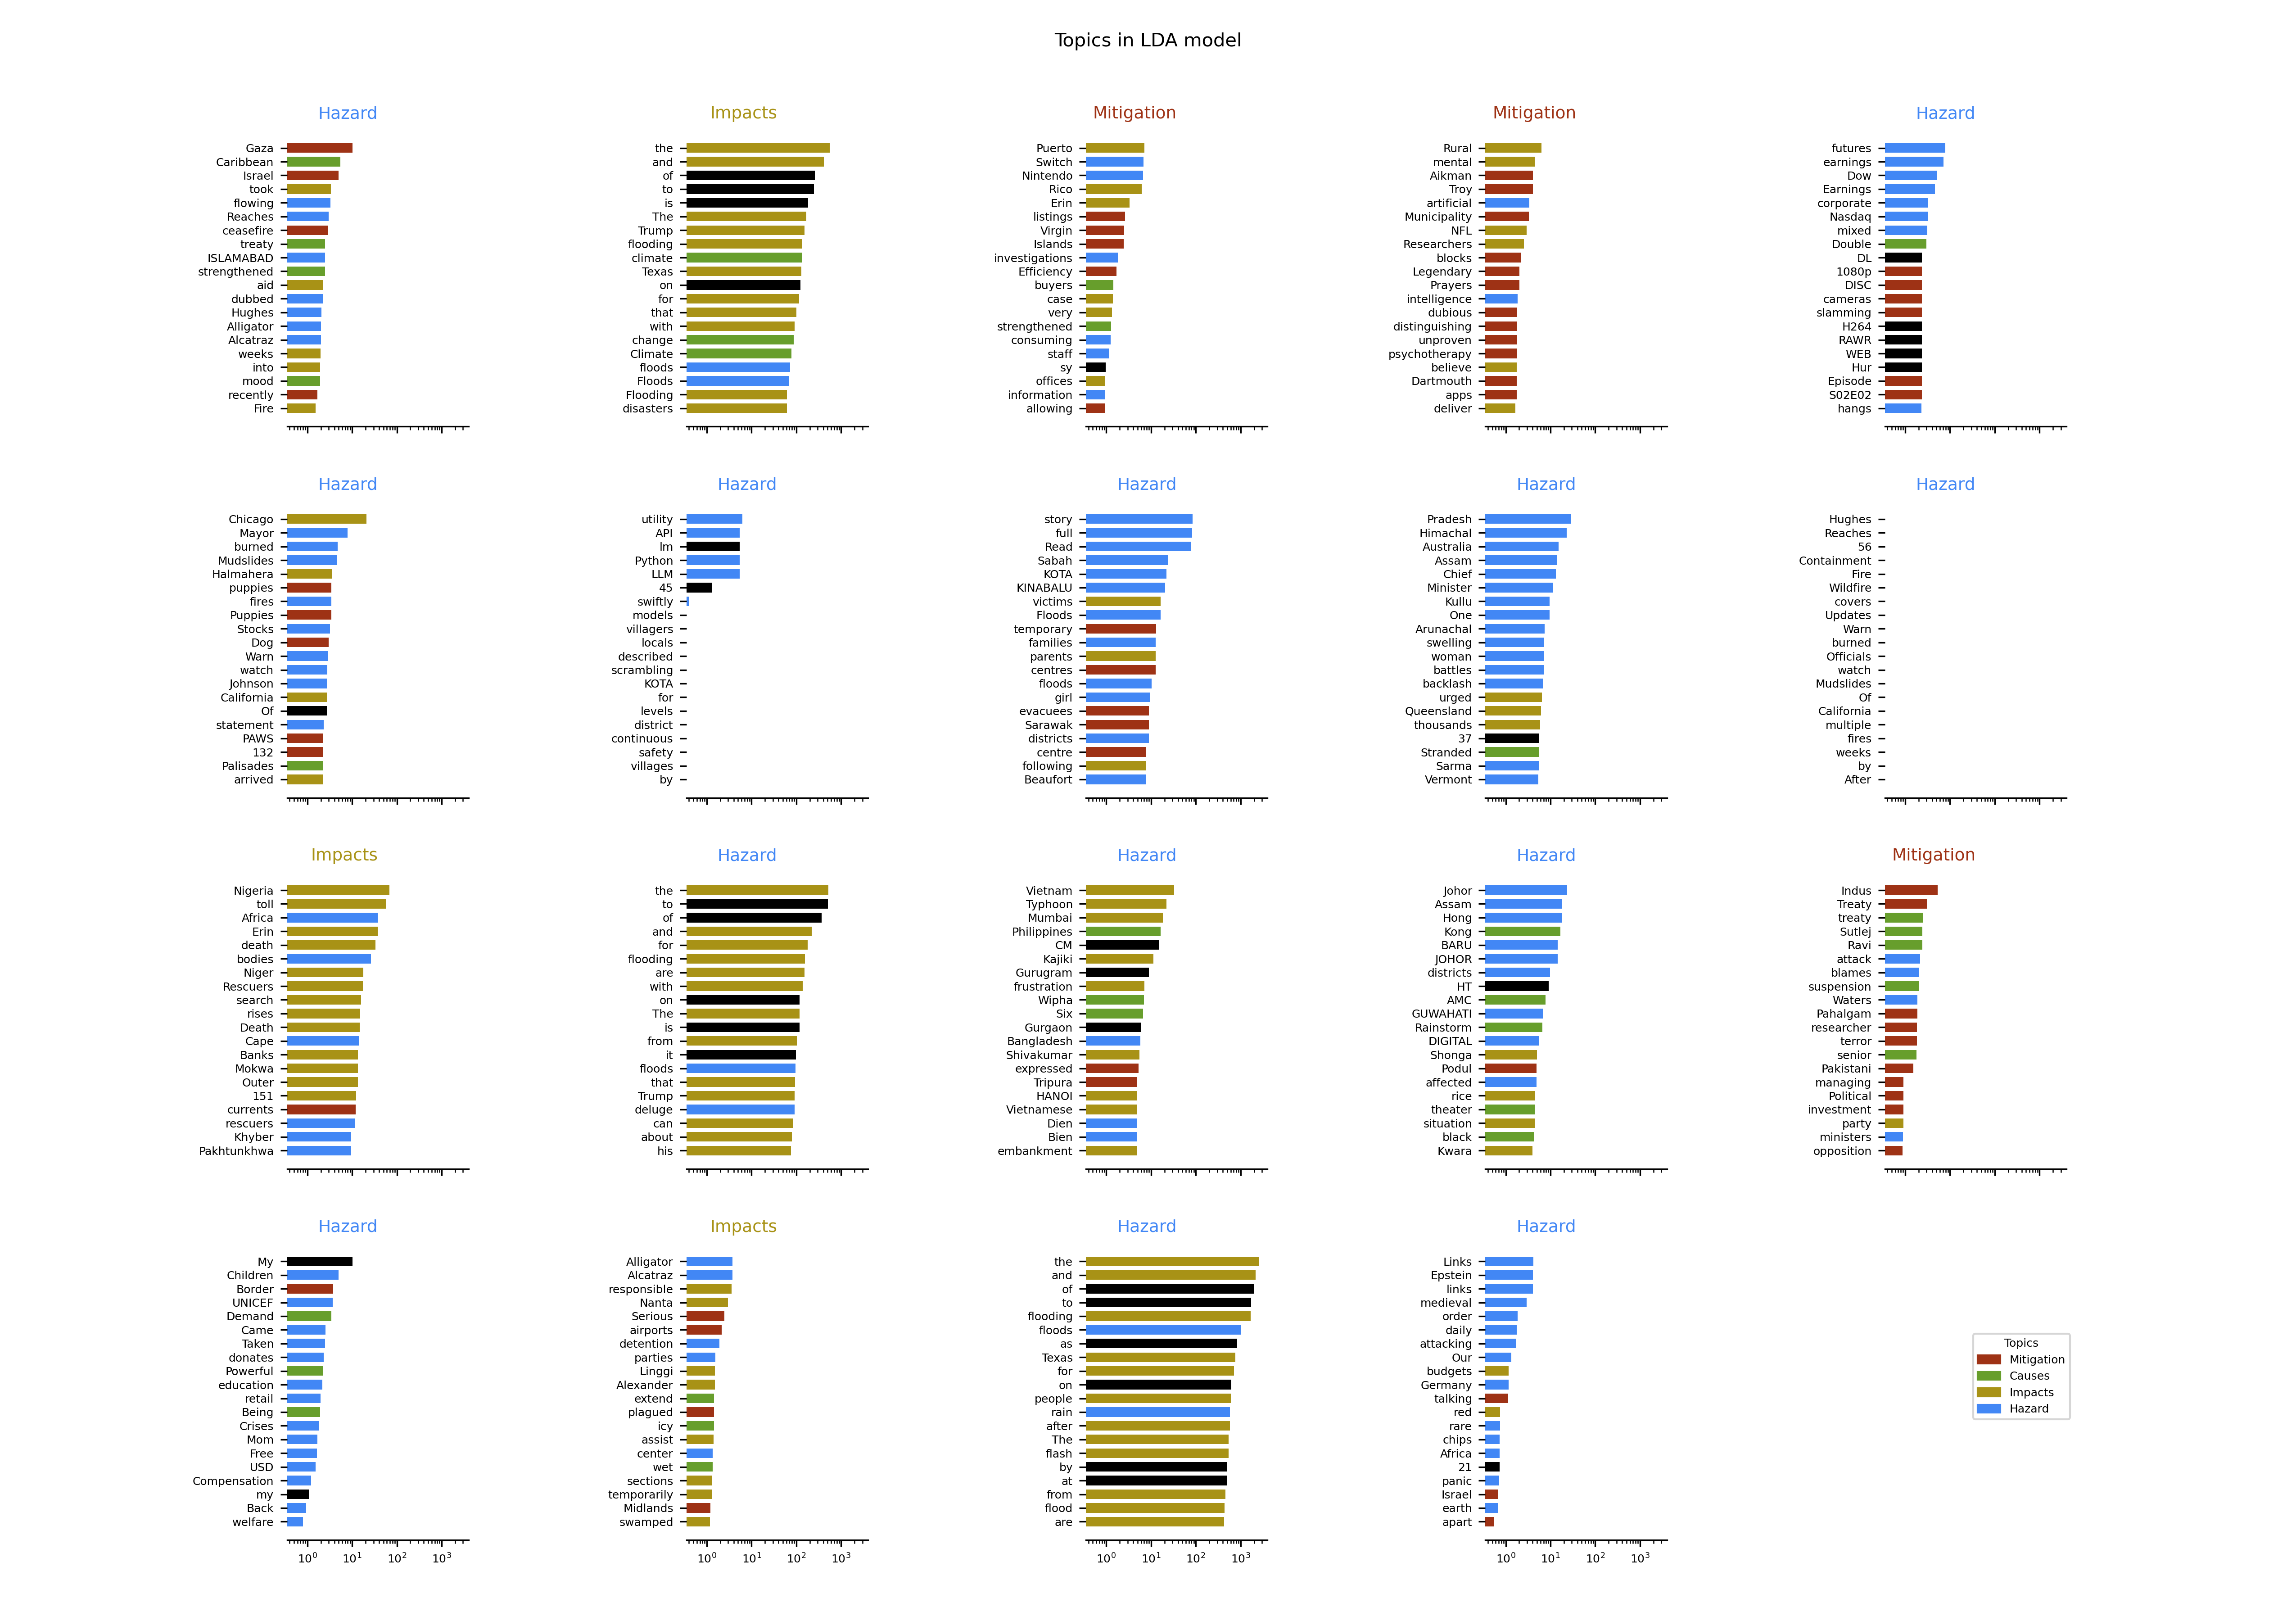 Topics in LDA model
Hazard
Gaza
Caribbean
Israel
took
flowing
Reaches
ceasefire
treaty
ISLAMABAD
strengthened
aid
dubbed
Hughes
Alligator
Alcatraz
weeks
into
mood
recently
Fire
Impacts
the
and
of
to
is
The
Trump
flooding
climate
Texas
on
for
that
with
change
Climate
floods
Floods
Flooding
disasters
Mitigation
Puerto
Switch
Nintendo
Rico
Erin
listings
Virgin
Islands
investigations
Efficiency
buyers
case
very
strengthened
consuming
staff
sy
offices
information
allowing
Mitigation
Rural
mental
Aikman
Troy
artificial
Municipality
NFL
Researchers
blocks
Legendary
Prayers
intelligence
dubious
distinguishing
unproven
psychotherapy
believe
Dartmouth
apps
deliver
Hazard
futures
earnings
Dow
Earnings
corporate
Nasdaq
mixed
Double
DL
1080p
DISC
cameras
slamming
H264
RAWR
WEB
Hur
Episode
S02E02
hangs
Hazard
Chicago
Mayor
burned
Mudslides
Halmahera
puppies
fires
Puppies
Stocks
Dog
Warn
watch
Johnson
California
Of
statement
PAWS
132
Palisades
arrived
Hazard
utility
API
lm
Python
LLM
45
swiftly
models
villagers
locals
described
scrambling
KOTA
for
levels
district
continuous
safety
villages
by
Hazard
story
full
Read
Sabah
KOTA
KINABALU
victims
Floods
temporary
families
parents
centres
floods
girl
evacuees
Sarawak
districts
centre
following
Beaufort
Hazard
Pradesh
Himachal
Australia
Assam
Chief
Minister
Kullu
One
Arunachal
swelling
woman
battles
backlash
urged
Queensland
thousands
37
Stranded
Sarma
Vermont
Hazard
Hughes
Reaches
56
Containment
Fire
Wildfire
covers
Updates
Warn
burned
Officials
watch
Mudslides
Of
California
multiple
fires
weeks
by
After
Impacts
Nigeria
toll
Africa
Erin
death
bodies
Niger
Rescuers
search
rises
Death
Cape
Banks
Mokwa
Outer
151
currents
rescuers
Khyber
Pakhtunkhwa
Hazard
the
to
of
and
for
flooding
are
with
on
The
is
from
it
floods
that
Trump
deluge
can
about
his
Hazard
Vietnam
Typhoon
Mumbai
Philippines
CM
Kajiki
Gurugram
frustration
Wipha
Six
Gurgaon
Bangladesh
Shivakumar
expressed
Tripura
HANOI
Vietnamese
Dien
Bien
embankment
Hazard
Johor
Assam
Hong
Kong
BARU
JOHOR
districts
HT
AMC
GUWAHATI
Rainstorm
DIGITAL
Shonga
Podul
affected
rice
theater
situation
black
Kwara
Mitigation
Indus
Treaty
treaty
Sutlej
Ravi
attack
blames
suspension
Waters
Pahalgam
researcher
terror
senior
Pakistani
managing
Political
investment
party
ministers
opposition
Hazard
My
Children
Border
UNICEF
Demand
Came
Taken
donates
Powerful
education
retail
Being
Crises
Mom
Free
USD
Compensation
my
Back
welfare
10⁰ 10¹ 10² 10³
Impacts
Alligator
Alcatraz
responsible
Nanta
Serious
airports
detention
parties
Linggi
Alexander
extend
plagued
icy
assist
center
wet
sections
temporarily
Midlands
swamped
10⁰ 10¹ 10² 10³
Hazard
the
and
of
to
flooding
floods
as
Texas
for
on
people
rain
after
The
flash
by
at
from
flood
are
10⁰ 10¹ 10² 10³
Hazard
Links
Epstein
links
medieval
order
daily
attacking
Our
budgets
Germany
talking
red
rare
chips
Africa
21
panic
Israel
earth
apart
10⁰ 10¹ 10² 10³
Topics
Mitigation
Causes
Impacts
Hazard